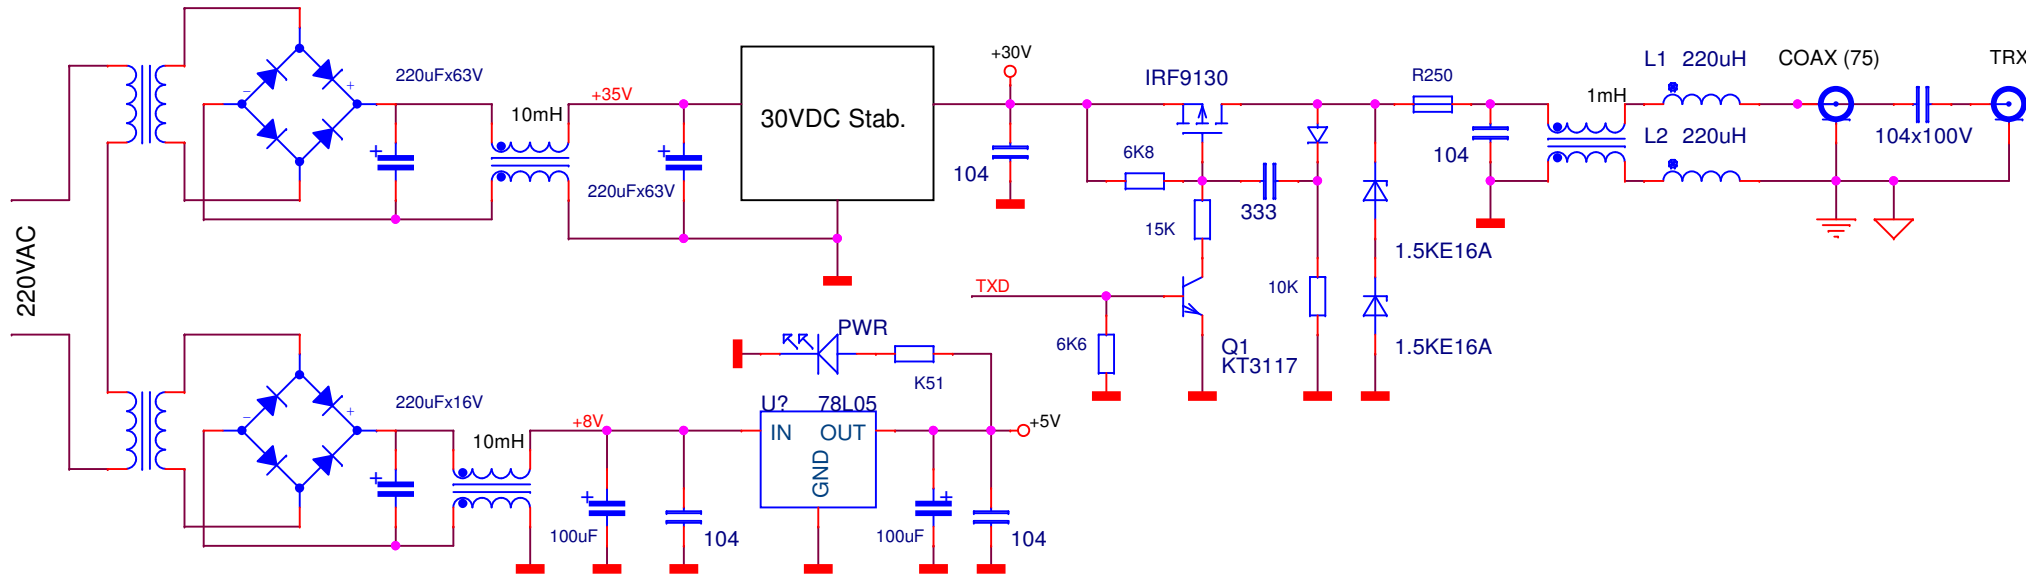 220VAC
220uFx63V
10mH
+35V
220uFx63V
30VDC Stab.
+30V
104
6K8
IRF9130
333
15K
TXD
6K6
Q1
KT3117
10K
1.5KE16A
1.5KE16A
R250
104
1mH
L1 220uH
L2 220uH
COAX (75)
104x100V
TRX
220uFx16V
10mH
+8V
100uF
104
PWR
K51
U?
78L05
IN
OUT
GND
100uF
104
+5V